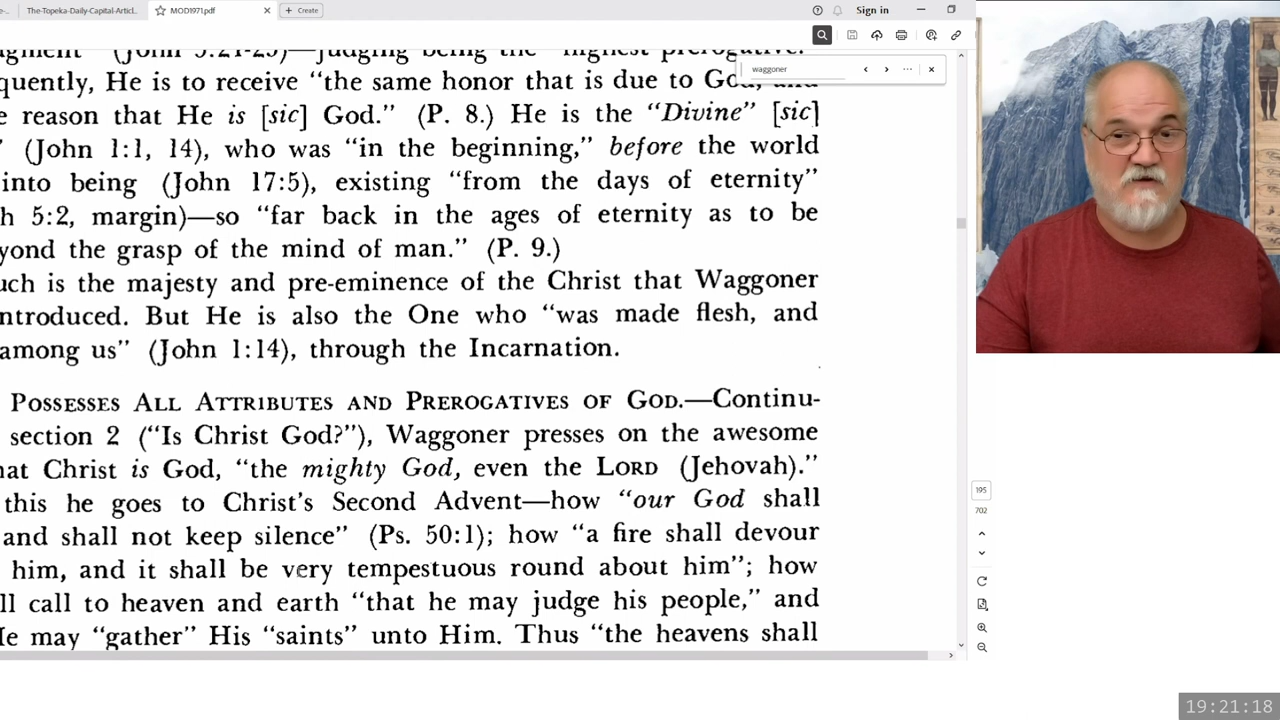 The-Topeka-Daily-Capital-Articl..
MOD1971.pdf
Create
Sign in
waggoner
quently, He is to receive “the same honor that is due to God, and
e reason that He is [sic] God.” (P. 8.) He is the “Divine” [sic]
” (John 1:1, 14), who was “in the beginning,” before the world
into being (John 17:5), existing “from the days of eternity”
h 5:2, margin)—so “far back in the ages of eternity as to be
yond the grasp of the mind of man.” (P. 9.)
uch is the majesty and pre-eminence of the Christ that Waggoner
ntroduced. But He is also the One who “was made flesh, and
among us” (John 1:14), through the Incarnation.
POSSESSES ALL ATTRIBUTES AND PREROGATIVES OF GOD.—Continu-
section 2 (“Is Christ God?”), Waggoner presses on the awesome
hat Christ is God, “the mighty God, even the LORD (Jehovah).”
this he goes to Christ’s Second Advent—how “our God shall
and shall not keep silence” (Ps. 50:1); how “a fire shall devour
him, and it shall be very tempestuous round about him”; how
ll call to heaven and earth “that he may judge his people,” and
He may “gather” His “saints” unto Him. Thus “the heavens shall
195
702
19:21:18